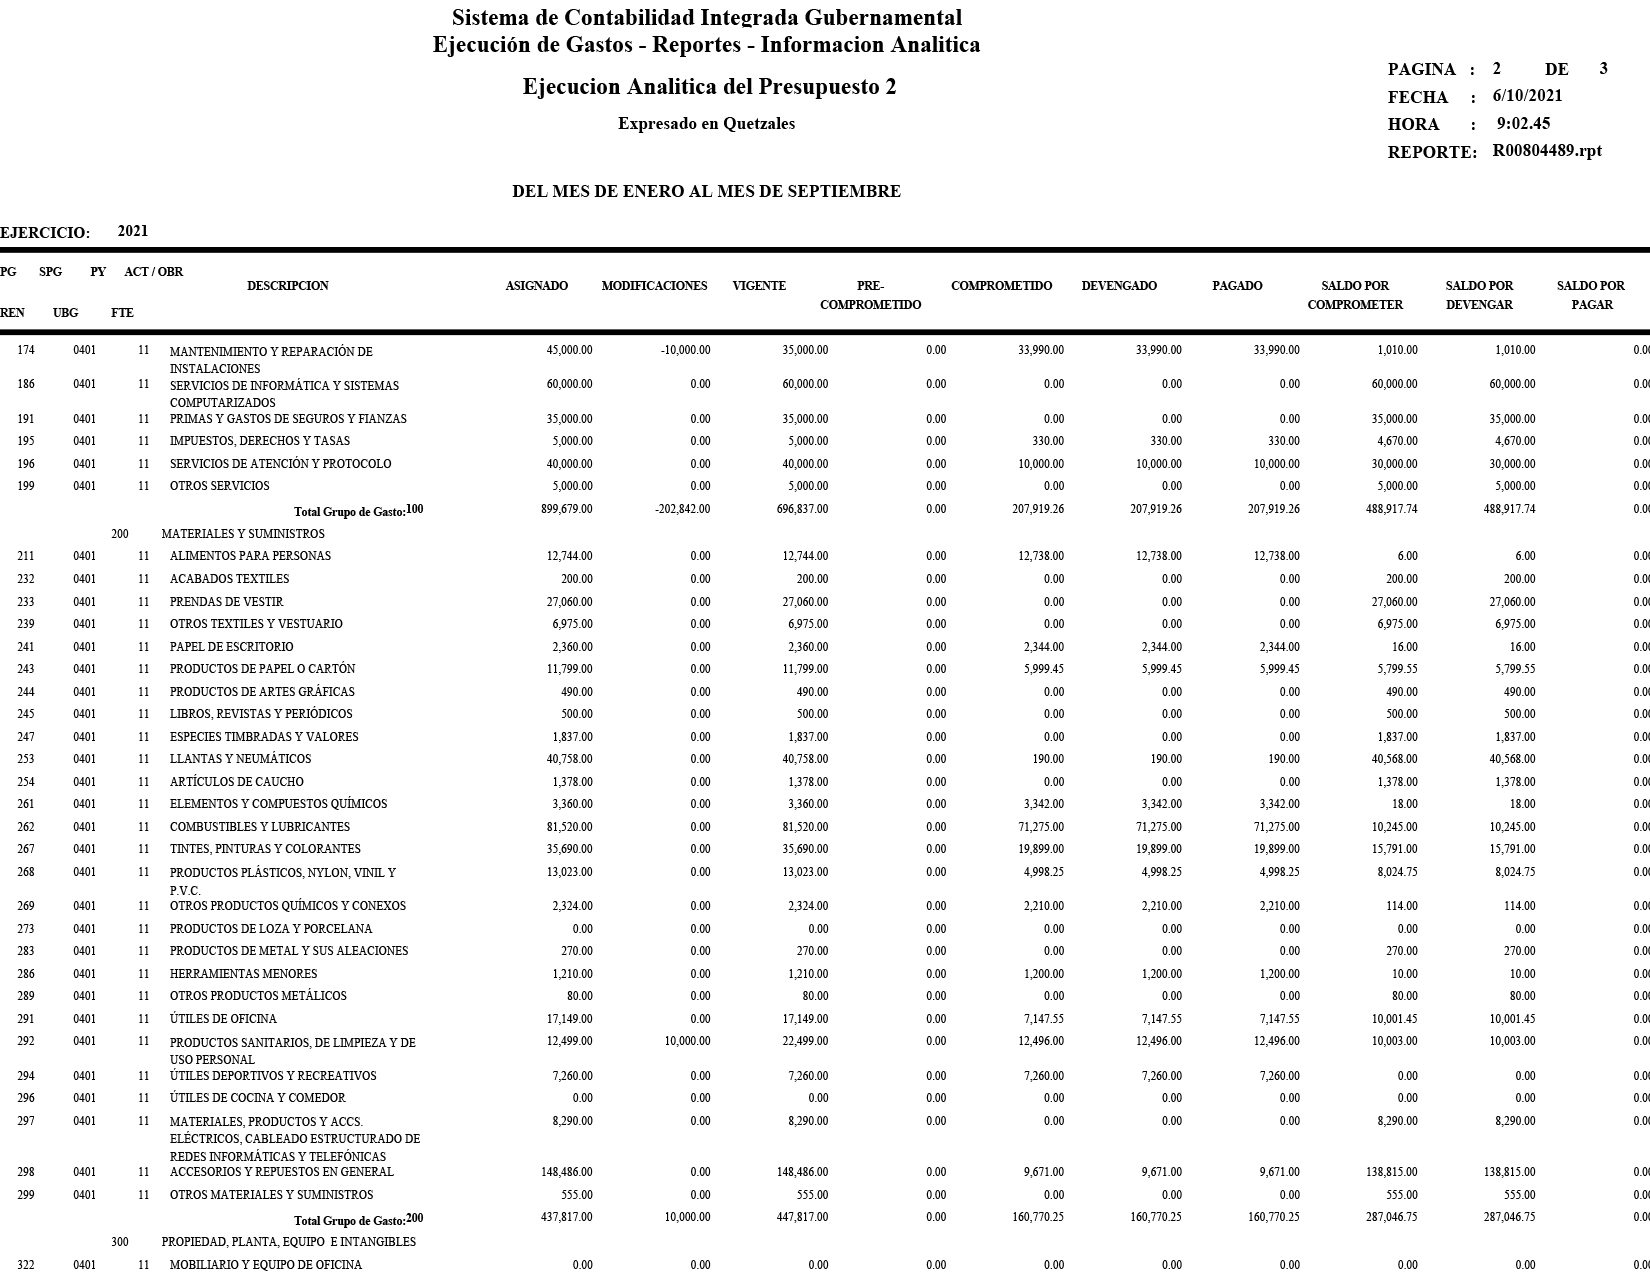 Sistema de Contabilidad Integrada Gubernamental
Ejecución de Gastos - Reportes - Informacion Analitica
Ejecucion Analitica del Presupuesto 2
Expresado en Quetzales
PAGINA : 2 DE 3
FECHA : 6/10/2021
HORA : 9:02.45
REPORTE: R00804489.rpt
DEL MES DE ENERO AL MES DE SEPTIEMBRE
EJERCICIO: 2021
PG SPG PY ACT / OBR
DESCRIPCION ASIGNADO MODIFICACIONES VIGENTE PRE- COMPROMETIDO DEVENGADO PAGADO SALDO POR SALDO POR SALDO POR
COMPROMETIDO COMPROMETER DEVENGAR PAGAR
REN UBG FTE
174 0401 11 MANTENIMIENTO Y REPARACIÓN DE 45,000.00 -10,000.00 35,000.00 0.00 33,990.00 33,990.00 33,990.00 1,010.00 1,010.00 0.00
INSTALACIONES
186 0401 11 SERVICIOS DE INFORMÁTICA Y SISTEMAS 60,000.00 0.00 60,000.00 0.00 0.00 0.00 0.00 60,000.00 60,000.00 0.00
COMPUTARIZADOS
191 0401 11 PRIMAS Y GASTOS DE SEGUROS Y FIANZAS 35,000.00 0.00 35,000.00 0.00 0.00 0.00 0.00 35,000.00 35,000.00 0.00
195 0401 11 IMPUESTOS, DERECHOS Y TASAS 5,000.00 0.00 5,000.00 0.00 330.00 330.00 330.00 4,670.00 4,670.00 0.00
196 0401 11 SERVICIOS DE ATENCIÓN Y PROTOCOLO 40,000.00 0.00 40,000.00 0.00 10,000.00 10,000.00 10,000.00 30,000.00 30,000.00 0.00
199 0401 11 OTROS SERVICIOS 5,000.00 0.00 5,000.00 0.00 0.00 0.00 0.00 5,000.00 5,000.00 0.00
Total Grupo de Gasto:100 899,679.00 -202,842.00 696,837.00 0.00 207,919.26 207,919.26 207,919.26 488,917.74 488,917.74 0.00
200 MATERIALES Y SUMINISTROS
211 0401 11 ALIMENTOS PARA PERSONAS 12,744.00 0.00 12,744.00 0.00 12,738.00 12,738.00 12,738.00 6.00 6.00 0.00
232 0401 11 ACABADOS TEXTILES 200.00 0.00 200.00 0.00 0.00 0.00 0.00 200.00 200.00 0.00
233 0401 11 PRENDAS DE VESTIR 27,060.00 0.00 27,060.00 0.00 0.00 0.00 0.00 27,060.00 27,060.00 0.00
239 0401 11 OTROS TEXTILES Y VESTUARIO 6,975.00 0.00 6,975.00 0.00 0.00 0.00 0.00 6,975.00 6,975.00 0.00
241 0401 11 PAPEL DE ESCRITORIO 2,360.00 0.00 2,360.00 0.00 2,344.00 2,344.00 2,344.00 16.00 16.00 0.00
243 0401 11 PRODUCTOS DE PAPEL O CARTÓN 11,799.00 0.00 11,799.00 0.00 5,999.45 5,999.45 5,999.45 5,799.55 5,799.55 0.00
244 0401 11 PRODUCTOS DE ARTES GRÁFICAS 490.00 0.00 490.00 0.00 0.00 0.00 0.00 490.00 490.00 0.00
245 0401 11 LIBROS, REVISTAS Y PERIÓDICOS 500.00 0.00 500.00 0.00 0.00 0.00 0.00 500.00 500.00 0.00
247 0401 11 ESPECIES TIMBRADAS Y VALORES 1,837.00 0.00 1,837.00 0.00 0.00 0.00 0.00 1,837.00 1,837.00 0.00
253 0401 11 LLANTAS Y NEUMÁTICOS 40,758.00 0.00 40,758.00 0.00 190.00 190.00 190.00 40,568.00 40,568.00 0.00
254 0401 11 ARTÍCULOS DE CAUCHO 1,378.00 0.00 1,378.00 0.00 0.00 0.00 0.00 1,378.00 1,378.00 0.00
261 0401 11 ELEMENTOS Y COMPUESTOS QUÍMICOS 3,360.00 0.00 3,360.00 0.00 3,342.00 3,342.00 3,342.00 18.00 18.00 0.00
262 0401 11 COMBUSTIBLES Y LUBRICANTES 81,520.00 0.00 81,520.00 0.00 71,275.00 71,275.00 71,275.00 10,245.00 10,245.00 0.00
267 0401 11 TINTES, PINTURAS Y COLORANTES 35,690.00 0.00 35,690.00 0.00 19,899.00 19,899.00 19,899.00 15,791.00 15,791.00 0.00
268 0401 11 PRODUCTOS PLÁSTICOS, NYLON, VINIL Y 13,023.00 0.00 13,023.00 0.00 4,998.25 4,998.25 4,998.25 8,024.75 8,024.75 0.00
P.V.C.
269 0401 11 OTROS PRODUCTOS QUÍMICOS Y CONEXOS 2,324.00 0.00 2,324.00 0.00 2,210.00 2,210.00 2,210.00 114.00 114.00 0.00
273 0401 11 PRODUCTOS DE LOZA Y PORCELANA 0.00 0.00 0.00 0.00 0.00 0.00 0.00 0.00 0.00 0.00
283 0401 11 PRODUCTOS DE METAL Y SUS ALEACIONES 270.00 0.00 270.00 0.00 0.00 0.00 0.00 270.00 270.00 0.00
286 0401 11 HERRAMIENTAS MENORES 1,210.00 0.00 1,210.00 0.00 1,200.00 1,200.00 1,200.00 10.00 10.00 0.00
289 0401 11 OTROS PRODUCTOS METÁLICOS 80.00 0.00 80.00 0.00 0.00 0.00 0.00 80.00 80.00 0.00
291 0401 11 ÚTILES DE OFICINA 17,149.00 0.00 17,149.00 0.00 7,147.55 7,147.55 7,147.55 10,001.45 10,001.45 0.00
292 0401 11 PRODUCTOS SANITARIOS, DE LIMPIEZA Y DE 12,499.00 10,000.00 22,499.00 0.00 12,496.00 12,496.00 12,496.00 10,003.00 10,003.00 0.00
USO PERSONAL
294 0401 11 ÚTILES DEPORTIVOS Y RECREATIVOS 7,260.00 0.00 7,260.00 0.00 7,260.00 7,260.00 7,260.00 0.00 0.00 0.00
296 0401 11 ÚTILES DE COCINA Y COMEDOR 0.00 0.00 0.00 0.00 0.00 0.00 0.00 0.00 0.00 0.00
297 0401 11 MATERIALES, PRODUCTOS Y ACCS. 8,290.00 0.00 8,290.00 0.00 0.00 0.00 0.00 8,290.00 8,290.00 0.00
ELÉCTRICOS, CABLEADO ESTRUCTURADO DE
REDES INFORMÁTICAS Y TELEFÓNICAS
298 0401 11 ACCESORIOS Y REPUESTOS EN GENERAL 148,486.00 0.00 148,486.00 0.00 9,671.00 9,671.00 9,671.00 138,815.00 138,815.00 0.00
299 0401 11 OTROS MATERIALES Y SUMINISTROS 555.00 0.00 555.00 0.00 0.00 0.00 0.00 555.00 555.00 0.00
Total Grupo de Gasto:200 437,817.00 10,000.00 447,817.00 0.00 160,770.25 160,770.25 160,770.25 287,046.75 287,046.75 0.00
300 PROPIEDAD, PLANTA, EQUIPO E INTANGIBLES
322 0401 11 MOBILIARIO Y EQUIPO DE OFICINA 0.00 0.00 0.00 0.00 0.00 0.00 0.00 0.00 0.00 0.00